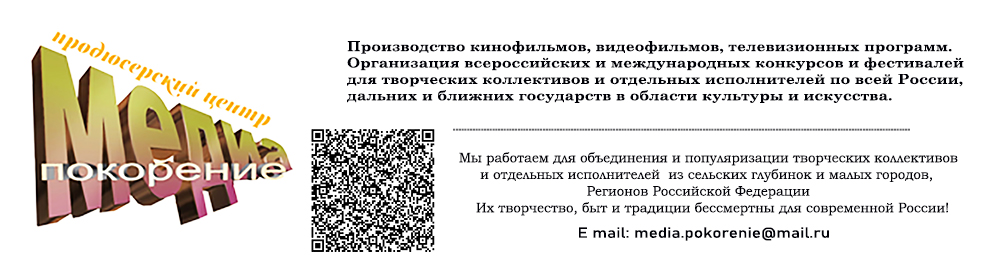 продюсерский центр
Медиа
покорение
Производство кинофильмов, видеофильмов, телевизионных программ.
Организация всероссийских и международных конкурсов и фестивалей
для творческих коллективов и отдельных исполнителей по всей России,
дальних и ближних государств в области культуры и искусства.
Мы работаем для объединения и популяризации творческих коллективов
и отдельных исполнителей из сельских глубинок и малых городов,
Регионов Российской Федерации
Их творчество, быт и традиции бессмертны для современной России!
E mail: media.pokorenie@mail.ru